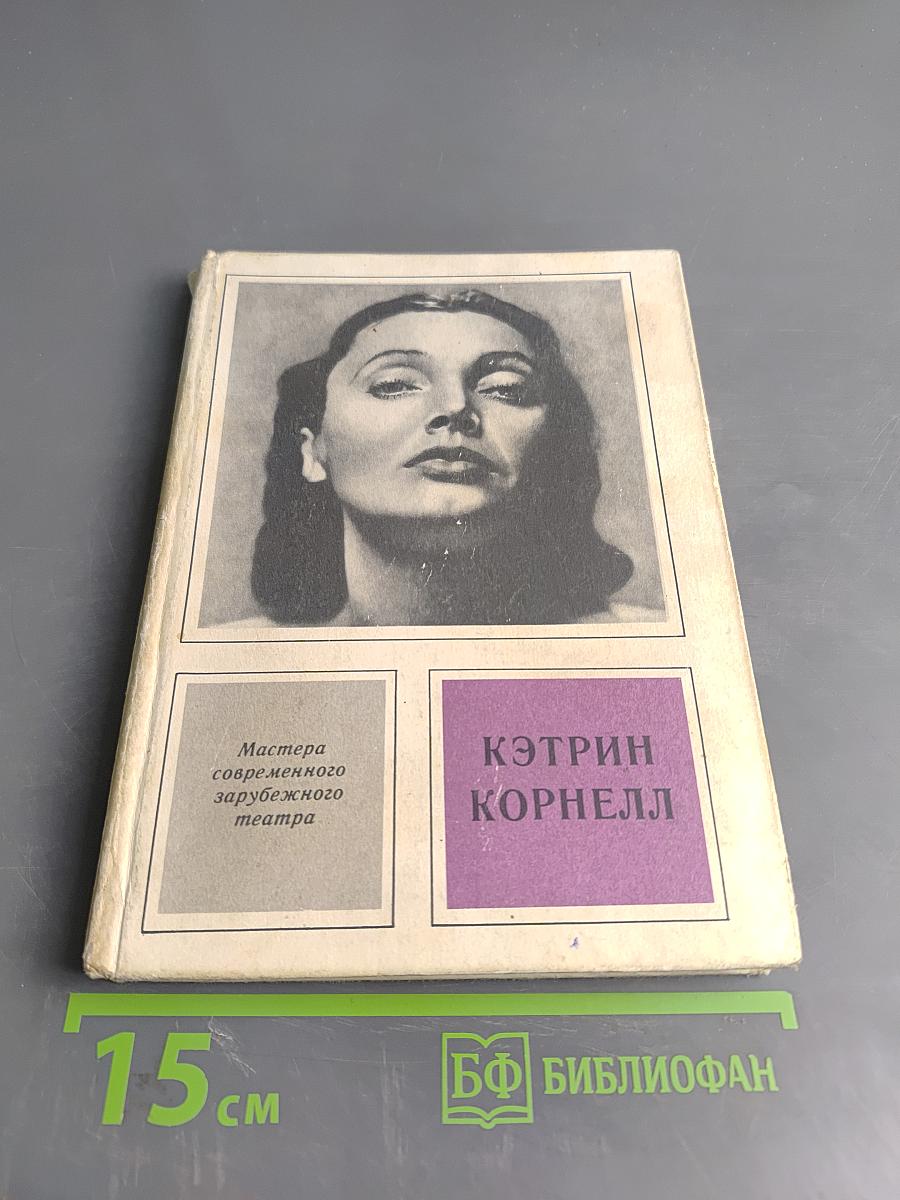 Мастера
современного
зарубежного
театра
КЭТРИН
КОРНЕЛЛ
15 см
БФ БИБЛИОФАН